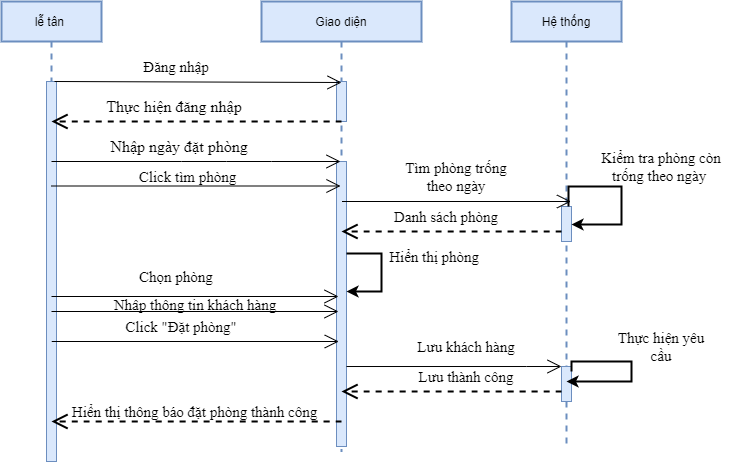 lễ tân
Giao diện
Hệ thống
Đăng nhập
Thực hiện đăng nhập
Nhập ngày đặt phòng
Click tìm phòng
Tìm phòng trống
theo ngày
Kiểm tra phòng còn
trống theo ngày
Danh sách phòng
Hiển thị phòng
Chọn phòng
Nhập thông tin khách hàng
Click "Đặt phòng"
Lưu khách hàng
Thực hiện yêu
cầu
Lưu thành công
Hiển thị thông báo đặt phòng thành công